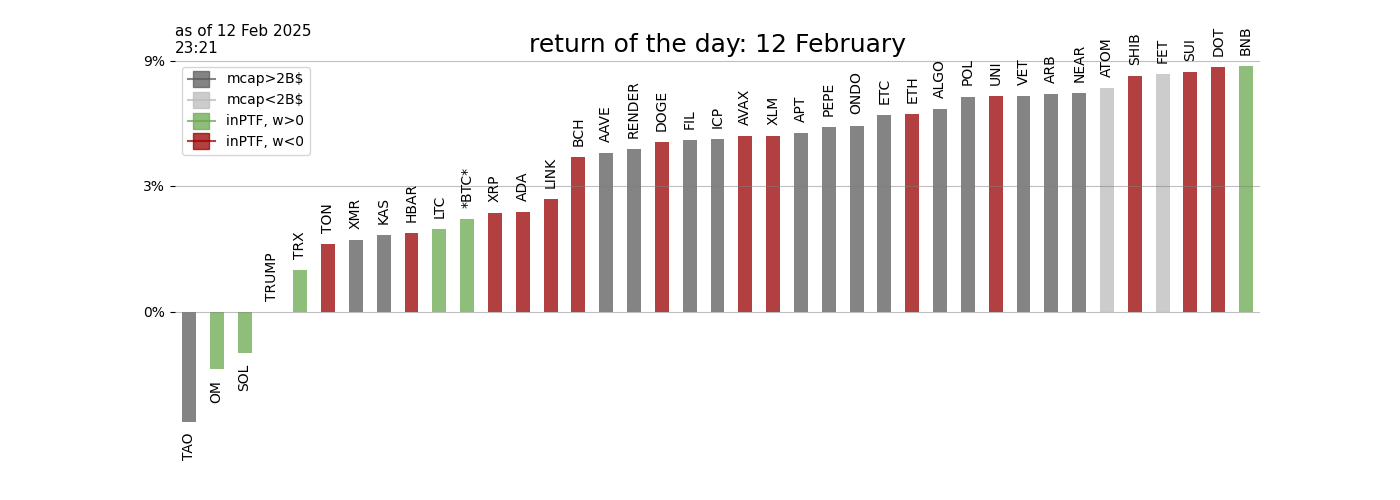 as of 12 Feb 2025
23:21
return of the day: 12 February
9%
3%
0%
mcap>2B$
mcap<2B$
inPTF, w>0
inPTF, w<0
TAO
OM
SOL
TRUMP
TRX
TON
XMR
KAS
HBAR
LTC
*BTC*
XRP
ADA
LINK
BCH
AAVE
RENDER
DOGE
FIL
ICP
AVAX
XLM
APT
PEPE
ONDO
ETC
ETH
ALGO
POL
UNI
VET
ARB
NEAR
ATOM
SHIB
FET
SUI
DOT
BNB